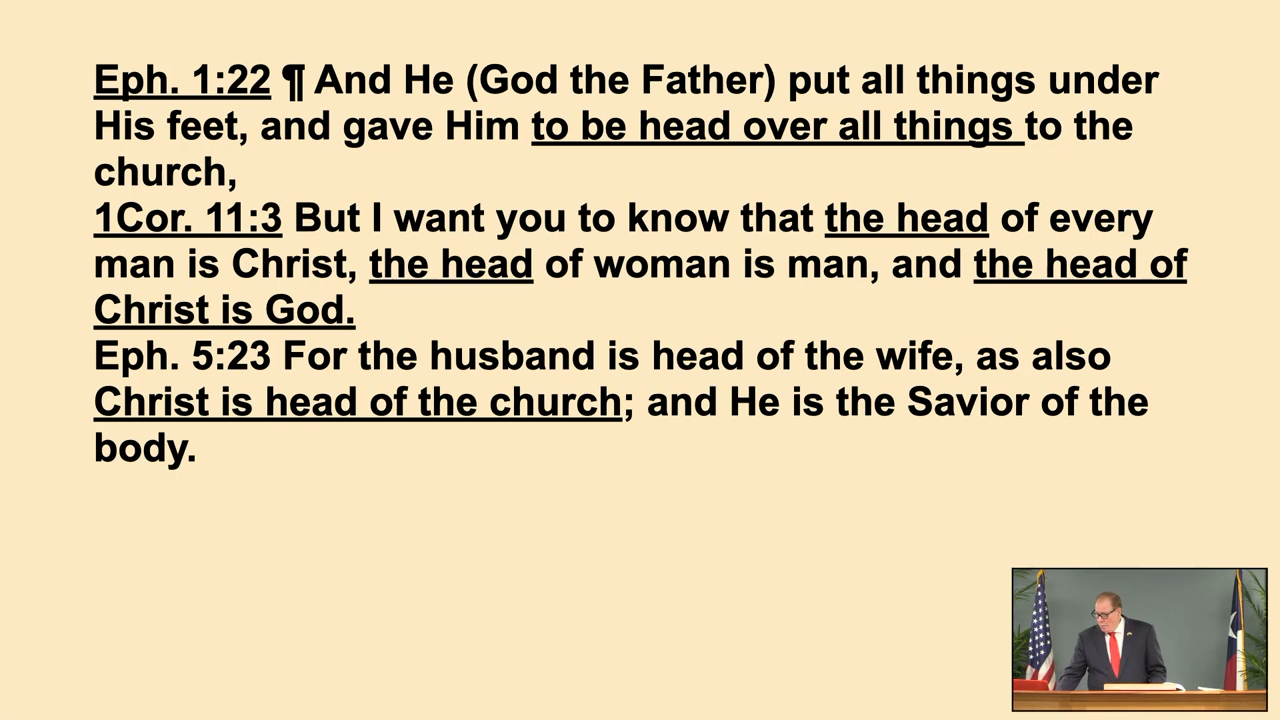 Eph. 1:22 ¶ And He (God the Father) put all things under
His feet, and gave Him to be head over all things to the
church,
1Cor. 11:3 But I want you to know that the head of every
man is Christ, the head of woman is man, and the head of
Christ is God.
Eph. 5:23 For the husband is head of the wife, as also
Christ is head of the church; and He is the Savior of the
body.